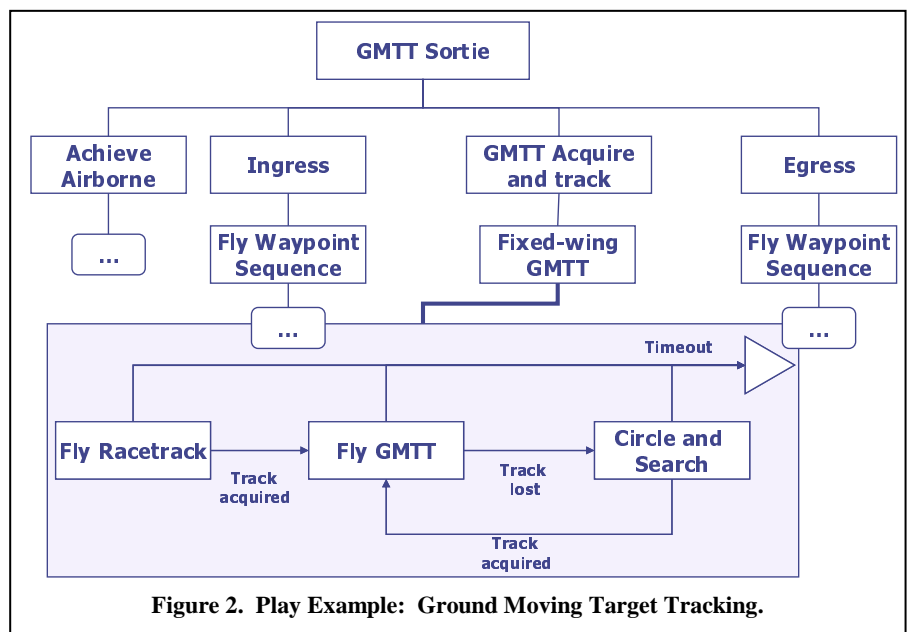 GMTT Sortie
Achieve
Airborne
Ingress
GMTT Acquire
and track
Egress
...
Fly Waypoint
Sequence
Fixed-wing
GMTT
Fly Waypoint
Sequence
...
...
Timeout
Fly Racetrack
Track
acquired
Fly GMTT
Track
lost
Circle and
Search
Track
acquired
Figure 2.  Play Example:  Ground Moving Target Tracking.